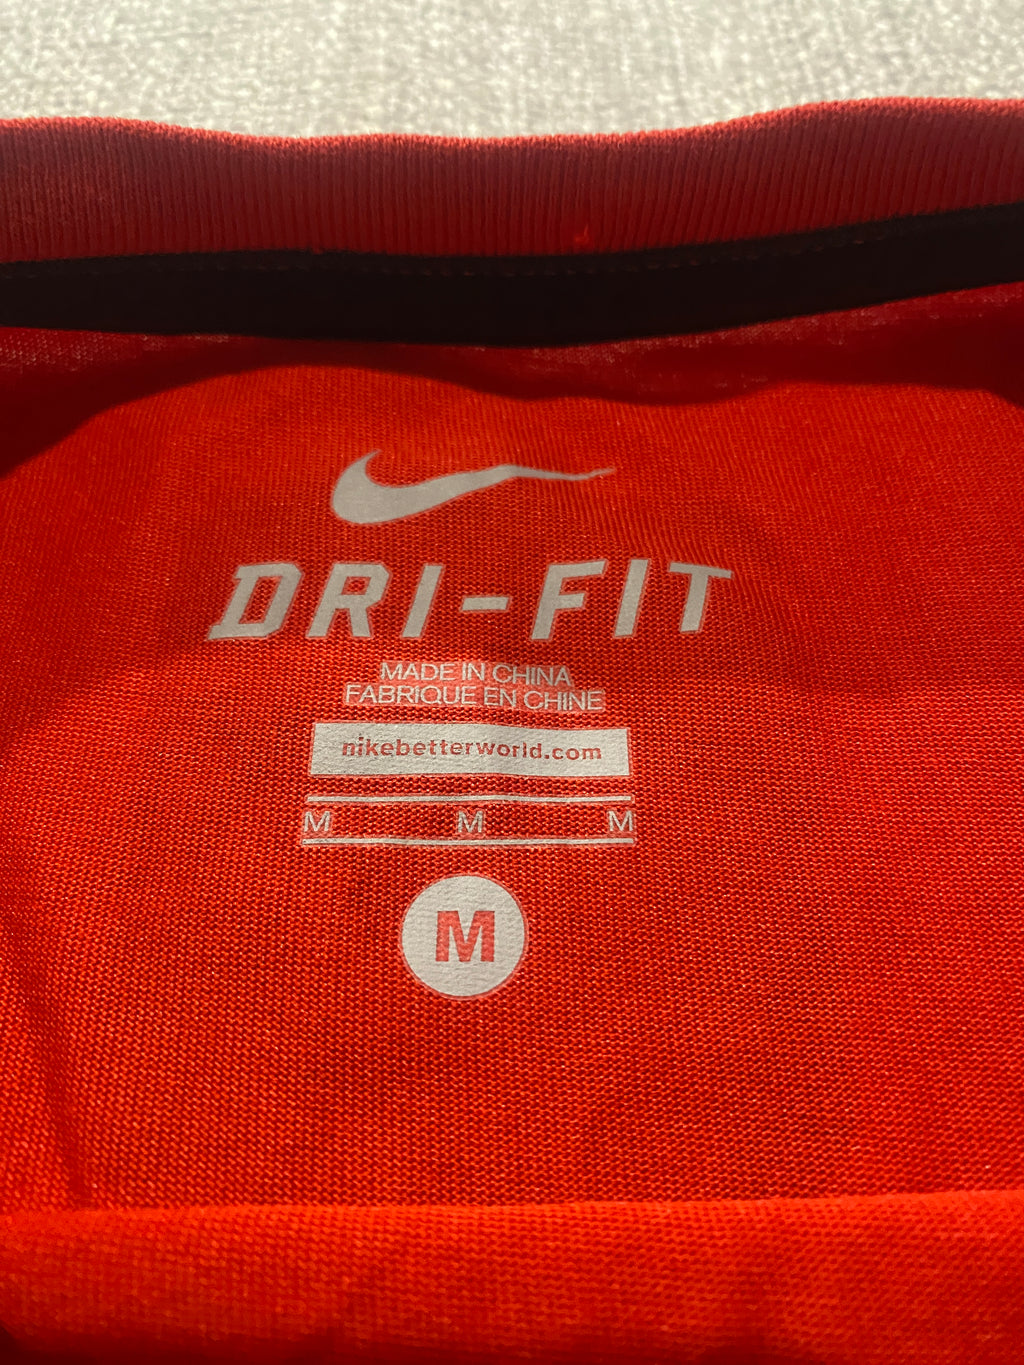 DRI-FIT
MADE IN CHINA
FABRIQUE EN CHINE
nikebetterworld.com
M M M
M